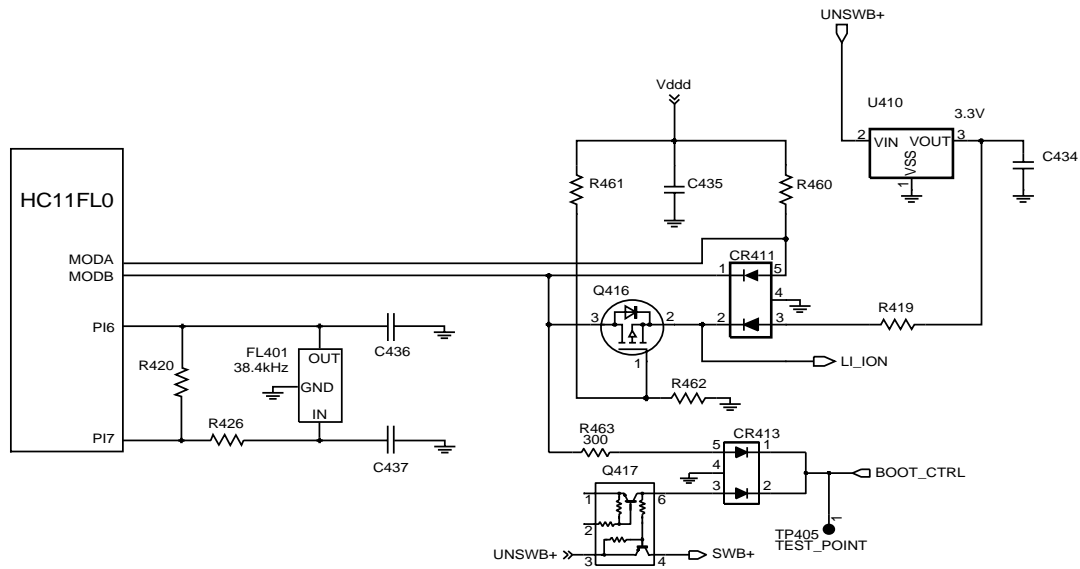 UNSWB+
Vddd
U410
3.3V
2
VIN
VOUT
3
VSS
1
C434
HC11FL0
R461
C435
R460
MODA
MODB
CR411
1
5
4
Q416
3
2
2
3
R419
1
PI6
C436
FL401
38.4kHz
OUT
R420
GND
IN
LI_ION
R462
R426
PI7
C437
R463
300
CR413
5
1
4
3
2
BOOT_CTRL
Q417
1
6
2
1
TP405
TEST_POINT
UNSWB+
3
4
SWB+